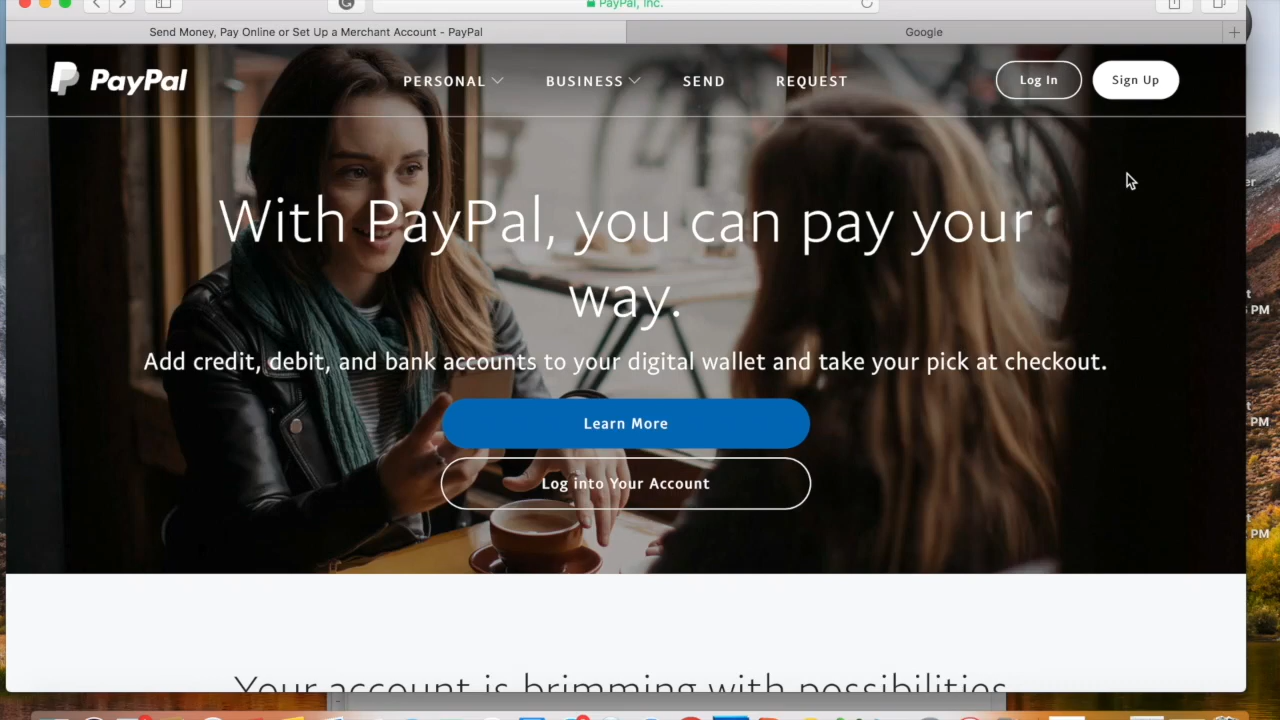 PayPal, Inc.
Send Money, Pay Online or Set Up a Merchant Account - PayPal
Google
PayPal
PERSONAL
BUSINESS
SEND
REQUEST
Log In
Sign Up
With PayPal, you can pay your
way.
Add credit, debit, and bank accounts to your digital wallet and take your pick at checkout.
Learn More
Log into Your Account
Your account is brimming with possibilities
PM
PM
PM